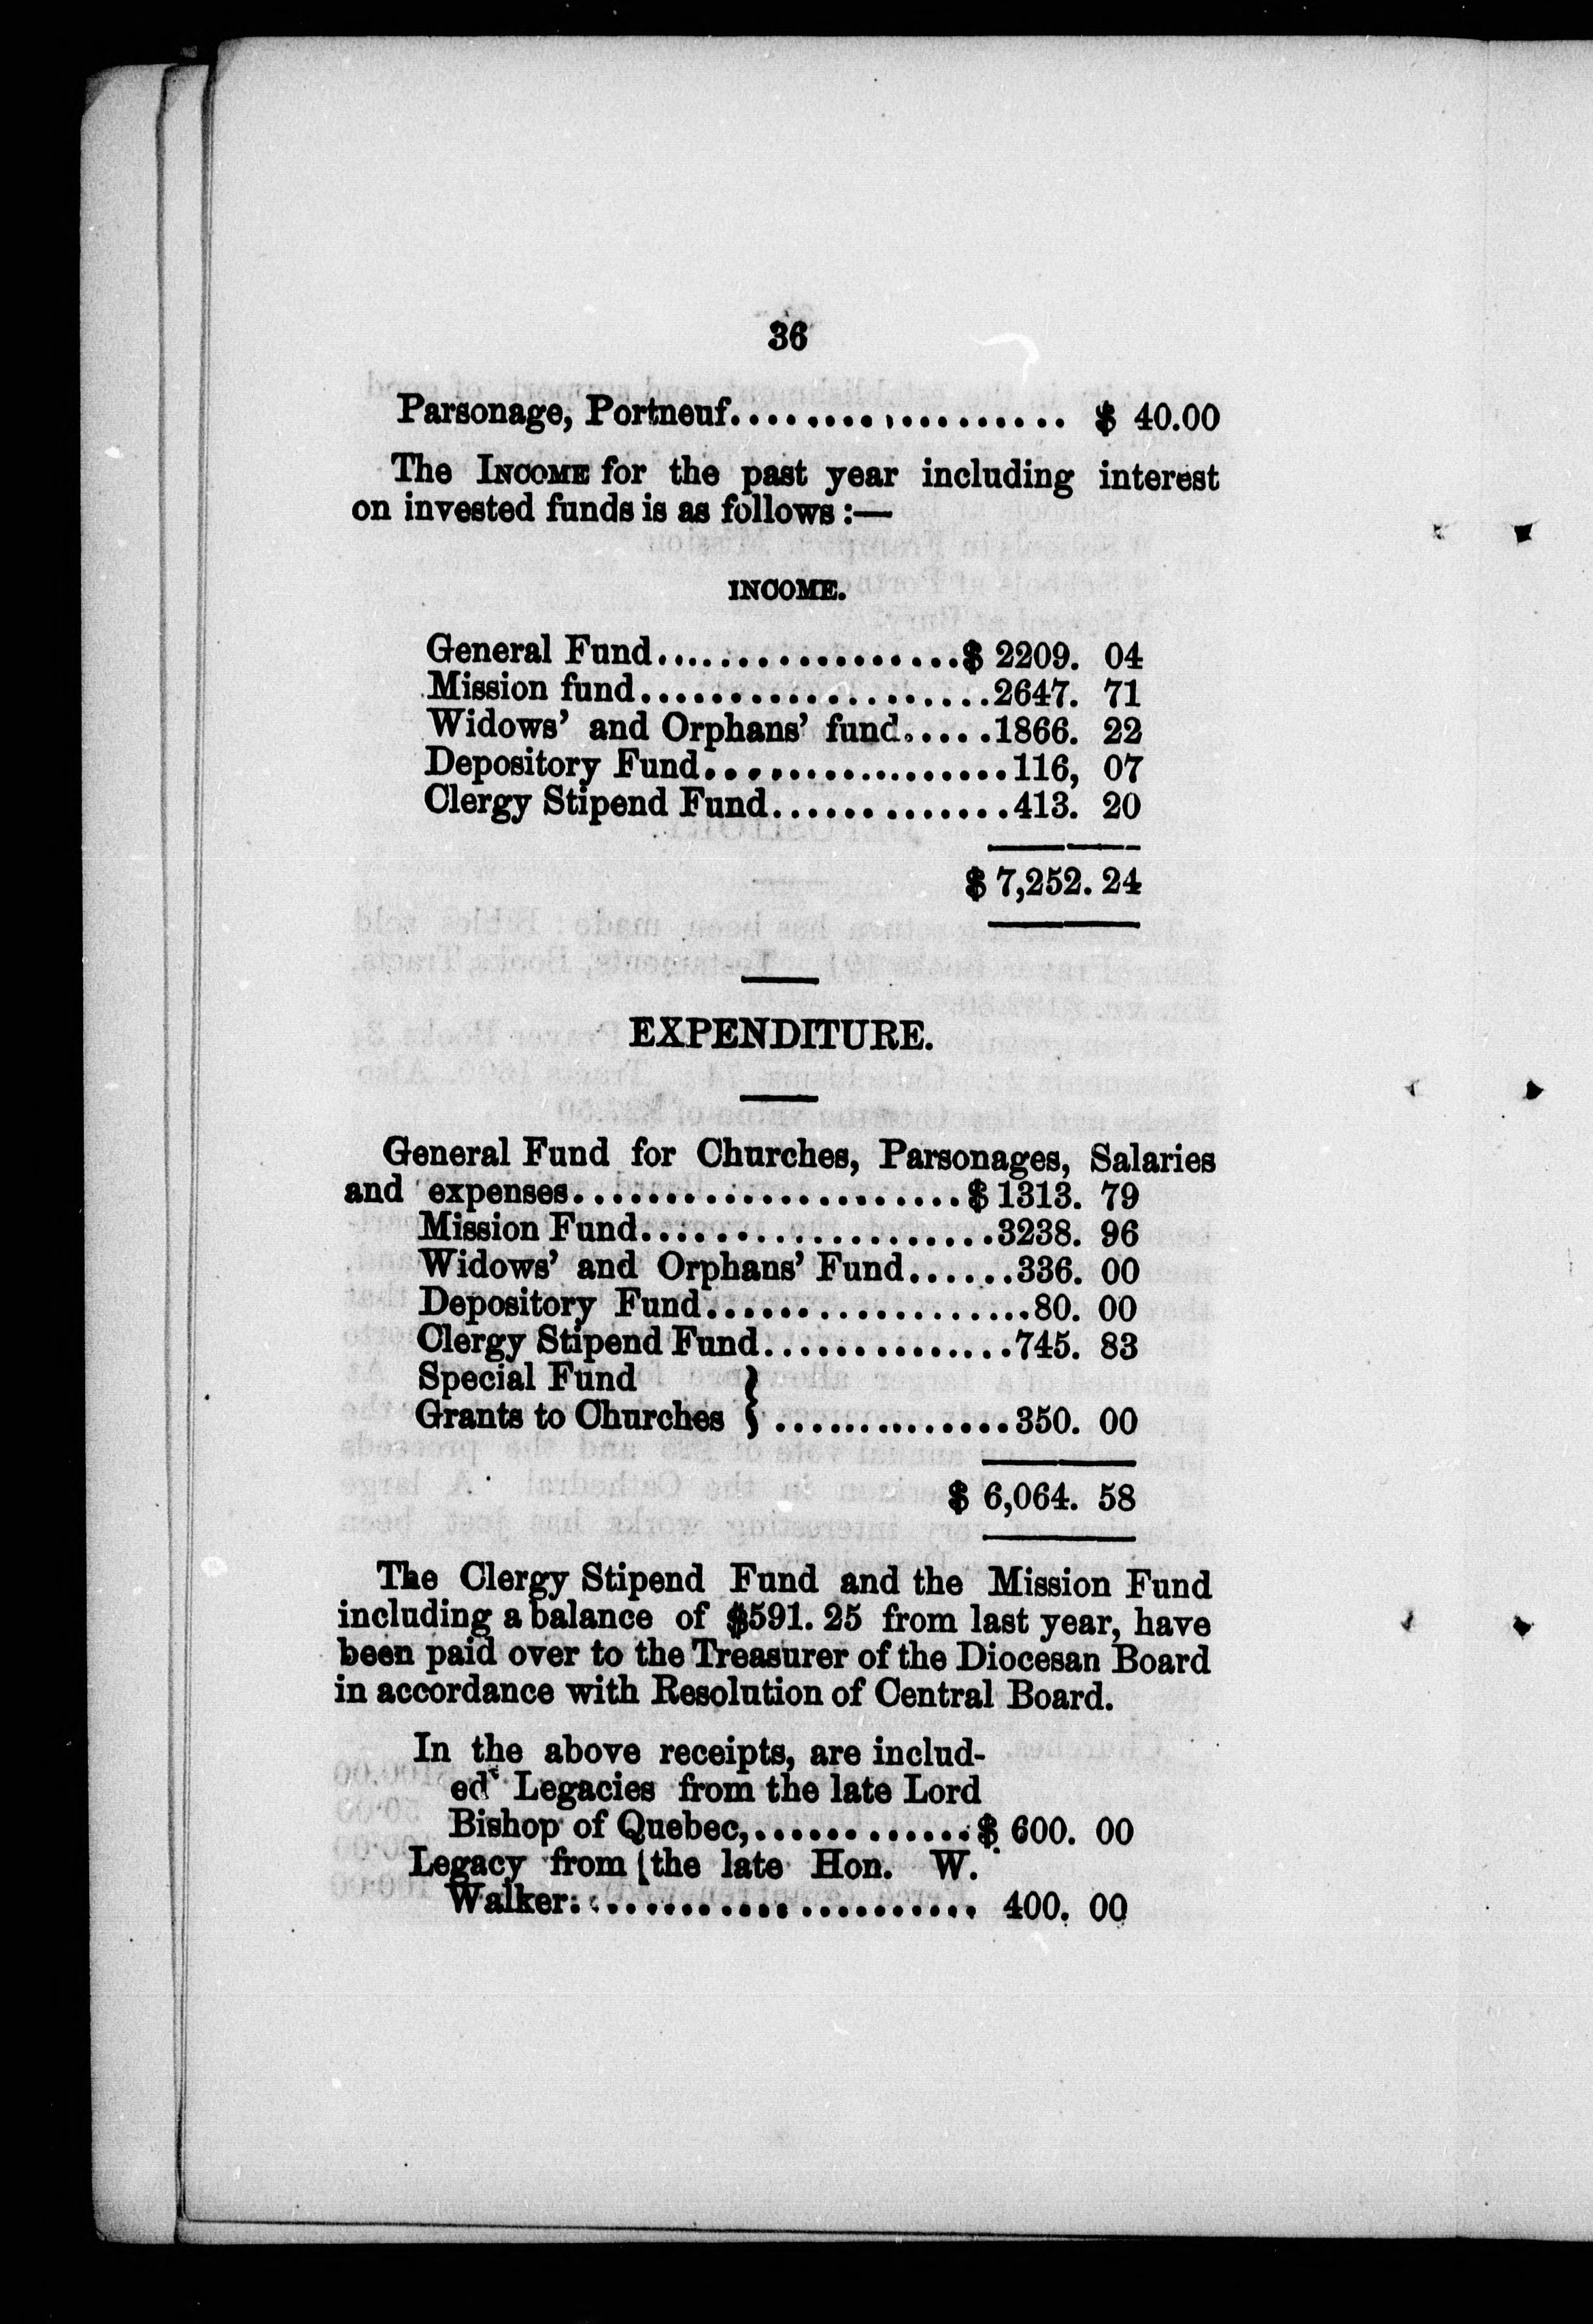 36
Parsonage, Portneuf.................... $ 40.00
The INCOME for the past year including interest
on invested funds is as follows :—
INCOME.
General Fund..................$ 2209. 04
Mission fund....................2647. 71
Widows' and Orphans' fund......1866. 22
Depository Fund.................116, 07
Clergy Stipend Fund.............413. 20
$ 7,252. 24
EXPENDITURE.
General Fund for Churches, Parsonages, Salaries
and expenses......................$ 1313. 79
Mission Fund....................3238. 96
Widows' and Orphans' Fund......336. 00
Depository Fund...................80. 00
Clergy Stipend Fund..............745. 83
Special Fund
Grants to Churches } ..............350. 00
$ 6,064. 58
The Clergy Stipend Fund and the Mission Fund
including a balance of $591. 25 from last year, have
been paid over to the Treasurer of the Diocesan Board
in accordance with Resolution of Central Board.
In the above receipts, are includ-
ed Legacies from the late Lord
Bishop of Quebec,.............$ 600. 00
Legacy from [the late Hon. W.
Walker:...................... 400. 00